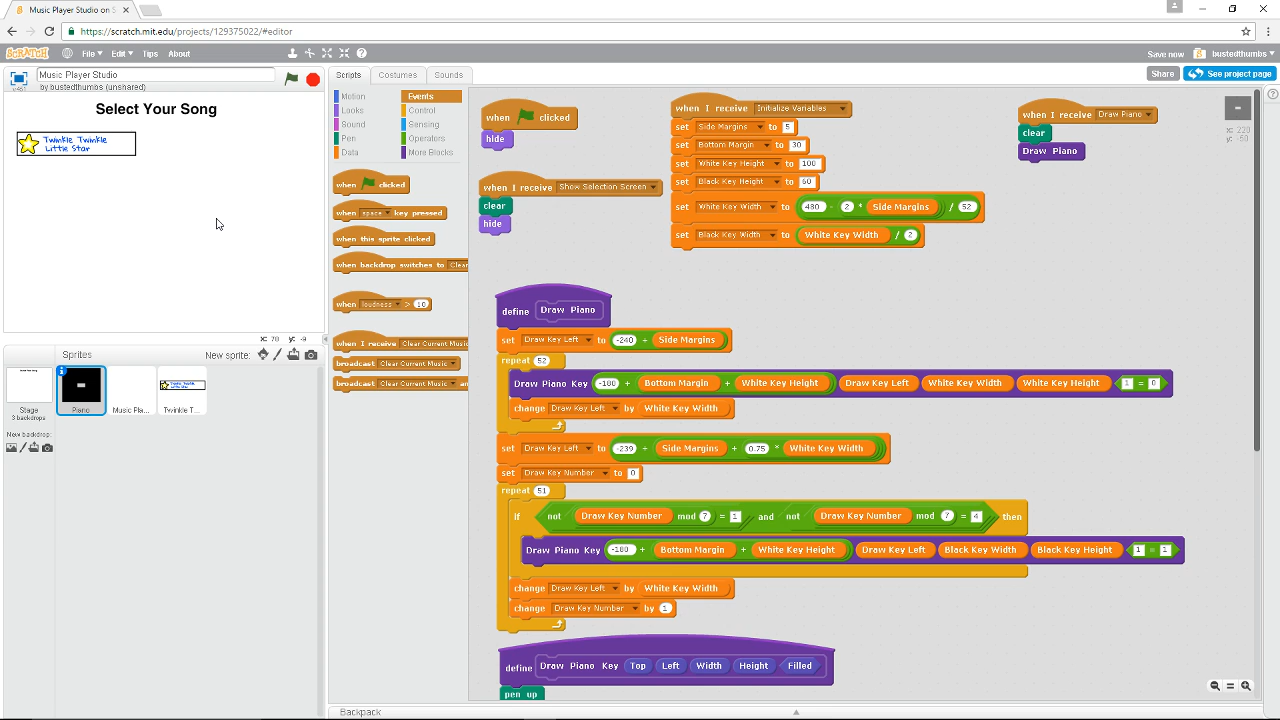 Music Player Studio on S
https://scratch.mit.edu/projects/129375022/#editor
SCRATCH File Edit Tips About Save now bustedthumbs
Music Player Studio
by bustedthumbs (unshared)
v461
Scripts Costumes Sounds
Share See project page
Select Your Song
Twinkle Twinkle
Little Star
x: 78 y: -9
Sprites New sprite:
Stage
3 backdrops
New backdrop:
Piano
Music Pla...
Twinkle T...
Motion Events
Looks Control
Sound Sensing
Pen Operators
Data More Blocks
when clicked
when space key pressed
when this sprite clicked
when backdrop switches to Clear
when loudness > 10
when I receive Clear Current Music
broadcast Clear Current Music
broadcast Clear Current Music an
when clicked
hide
when I receive Show Selection Screen
clear
hide
when I receive Initialize Variables
set Side Margins to 5
set Bottom Margin to 30
set White Key Height to 100
set Black Key Height to 60
set White Key Width to 480 - 2 * Side Margins / 52
set Black Key Width to White Key Width / 2
when I receive Draw Piano
clear
Draw Piano
x: 220
y: -50
define Draw Piano
set Draw Key Left to -240 + Side Margins
repeat 52
Draw Piano Key -180 + Bottom Margin + White Key Height Draw Key Left White Key Width White Key Height 1 = 0
change Draw Key Left by White Key Width
set Draw Key Left to -239 + Side Margins + 0.75 * White Key Width
set Draw Key Number to 0
repeat 51
if not Draw Key Number mod 7 = 1 and not Draw Key Number mod 7 = 4 then
Draw Piano Key -180 + Bottom Margin + White Key Height Draw Key Left Black Key Width Black Key Height 1 = 1
change Draw Key Left by White Key Width
change Draw Key Number by 1
define Draw Piano Key Top Left Width Height Filled
pen up
Backpack